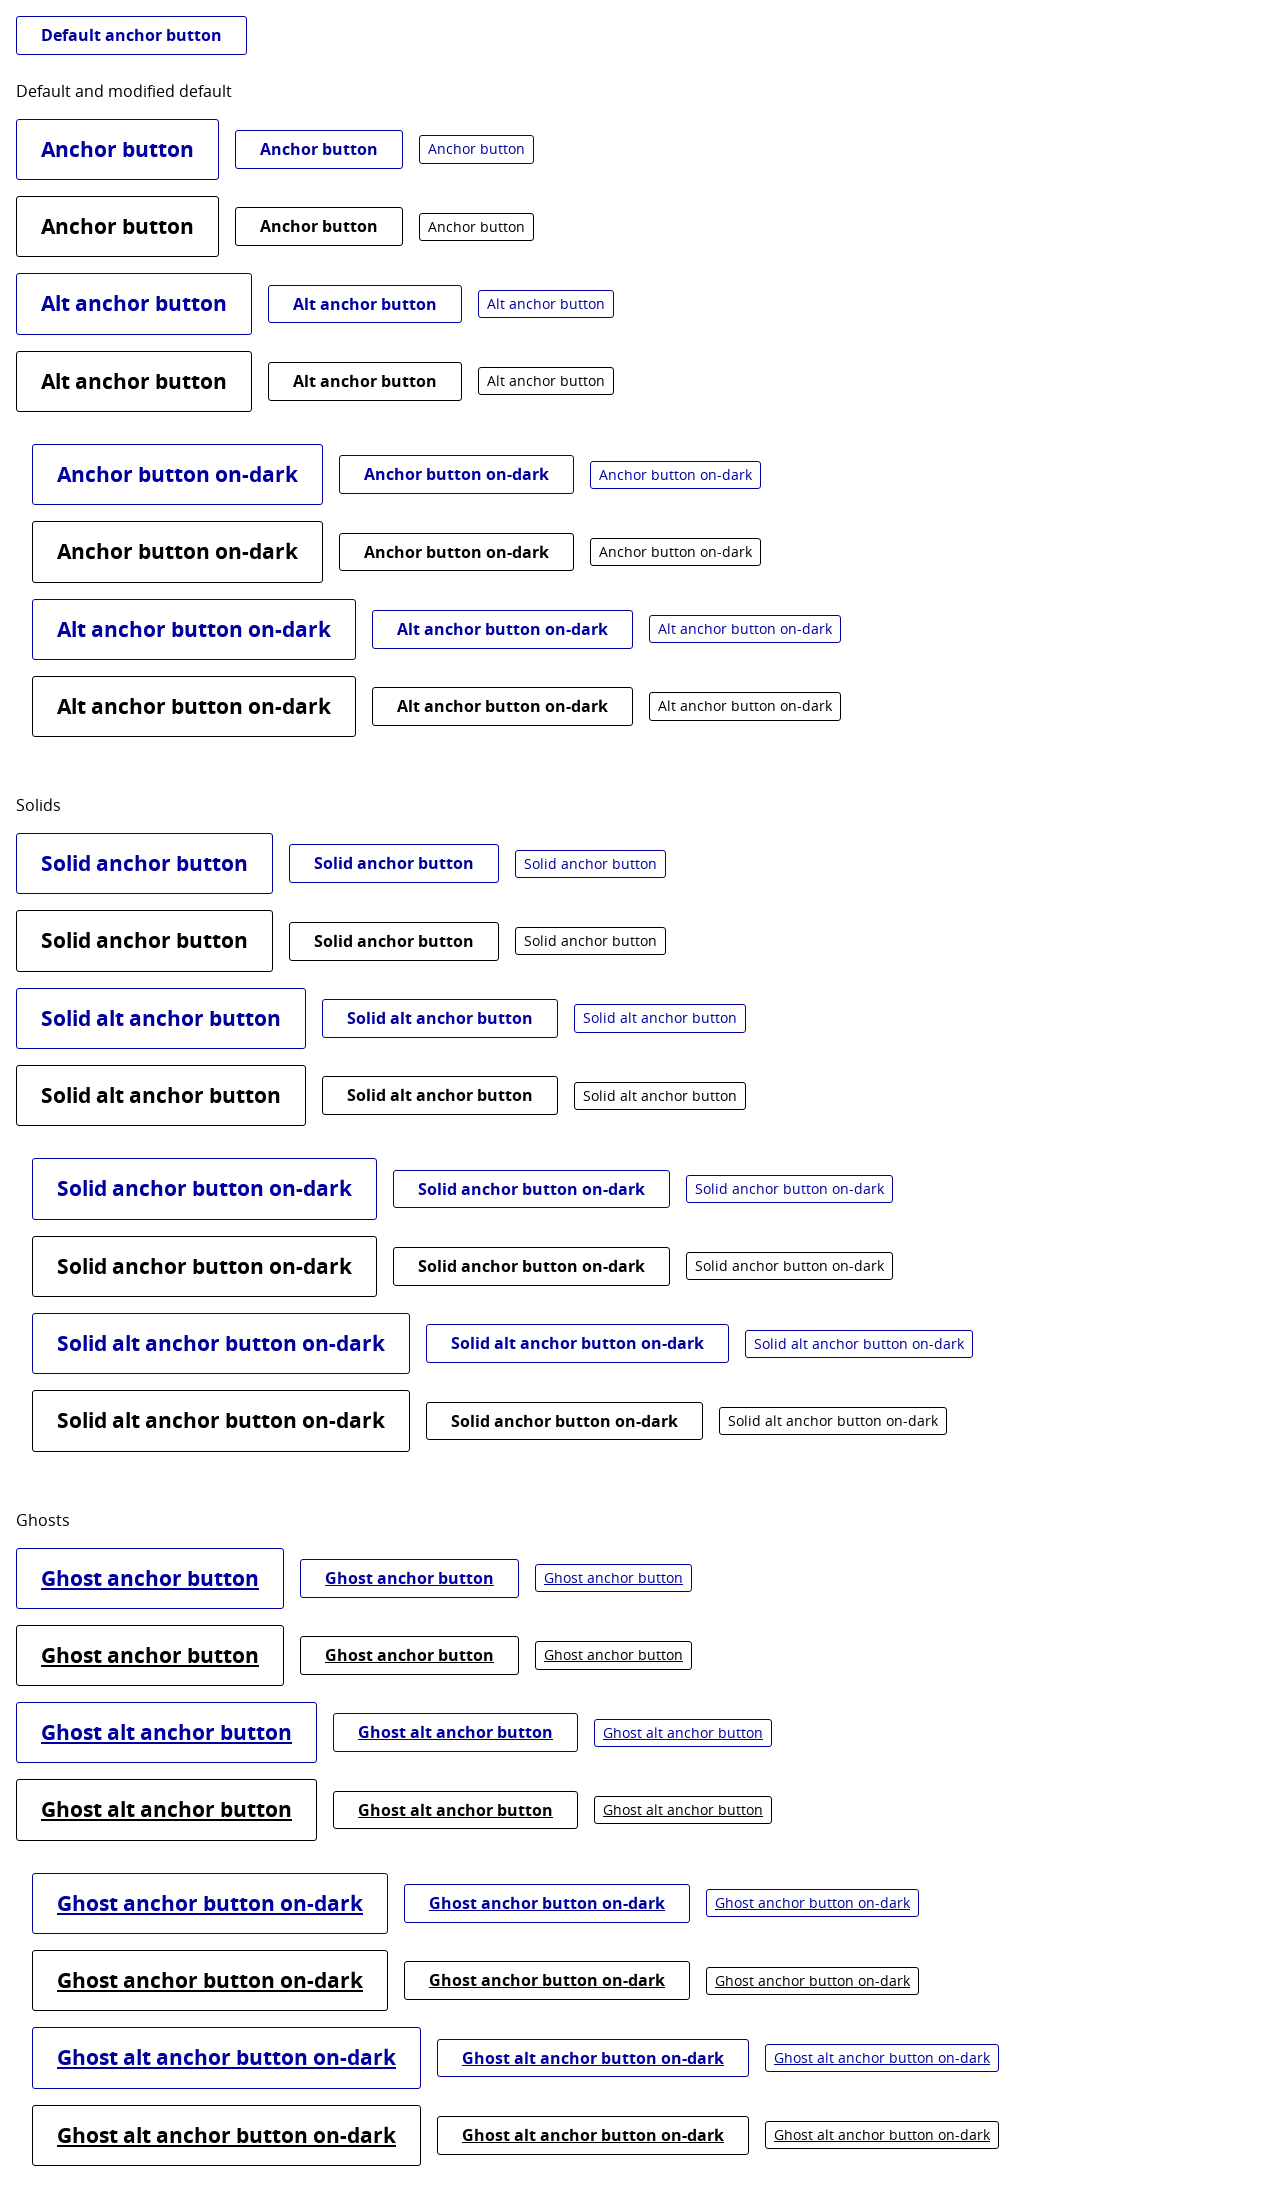 Default anchor button
Default and modified default
Anchor button Anchor button Anchor button
Anchor button Anchor button Anchor button
Alt anchor button Alt anchor button Alt anchor button
Alt anchor button Alt anchor button Alt anchor button
Anchor button on-dark Anchor button on-dark Anchor button on-dark
Anchor button on-dark Anchor button on-dark Anchor button on-dark
Alt anchor button on-dark Alt anchor button on-dark Alt anchor button on-dark
Alt anchor button on-dark Alt anchor button on-dark Alt anchor button on-dark
Solids
Solid anchor button Solid anchor button Solid anchor button
Solid anchor button Solid anchor button Solid anchor button
Solid alt anchor button Solid alt anchor button Solid alt anchor button
Solid alt anchor button Solid alt anchor button Solid alt anchor button
Solid anchor button on-dark Solid anchor button on-dark Solid anchor button on-dark
Solid anchor button on-dark Solid anchor button on-dark Solid anchor button on-dark
Solid alt anchor button on-dark Solid alt anchor button on-dark Solid alt anchor button on-dark
Solid alt anchor button on-dark Solid anchor button on-dark Solid alt anchor button on-dark
Ghosts
Ghost anchor button Ghost anchor button Ghost anchor button
Ghost anchor button Ghost anchor button Ghost anchor button
Ghost alt anchor button Ghost alt anchor button Ghost alt anchor button
Ghost alt anchor button Ghost alt anchor button Ghost alt anchor button
Ghost anchor button on-dark Ghost anchor button on-dark Ghost anchor button on-dark
Ghost anchor button on-dark Ghost anchor button on-dark Ghost anchor button on-dark
Ghost alt anchor button on-dark Ghost alt anchor button on-dark Ghost alt anchor button on-dark
Ghost alt anchor button on-dark Ghost alt anchor button on-dark Ghost alt anchor button on-dark